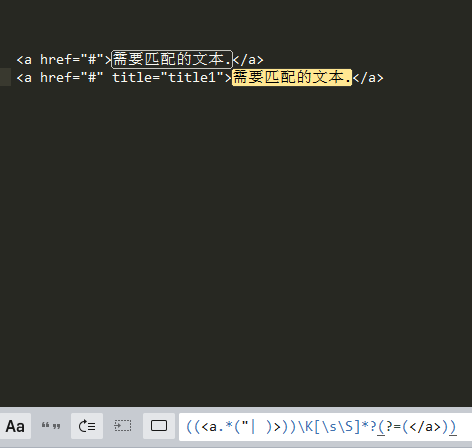 <a href="#">需要匹配的文本.</a>
<a href="#" title="title1">需要匹配的文本.</a>
Aa ❝❞
((<a.*("| )>))\K[\s\S]*?(?=(</a>))